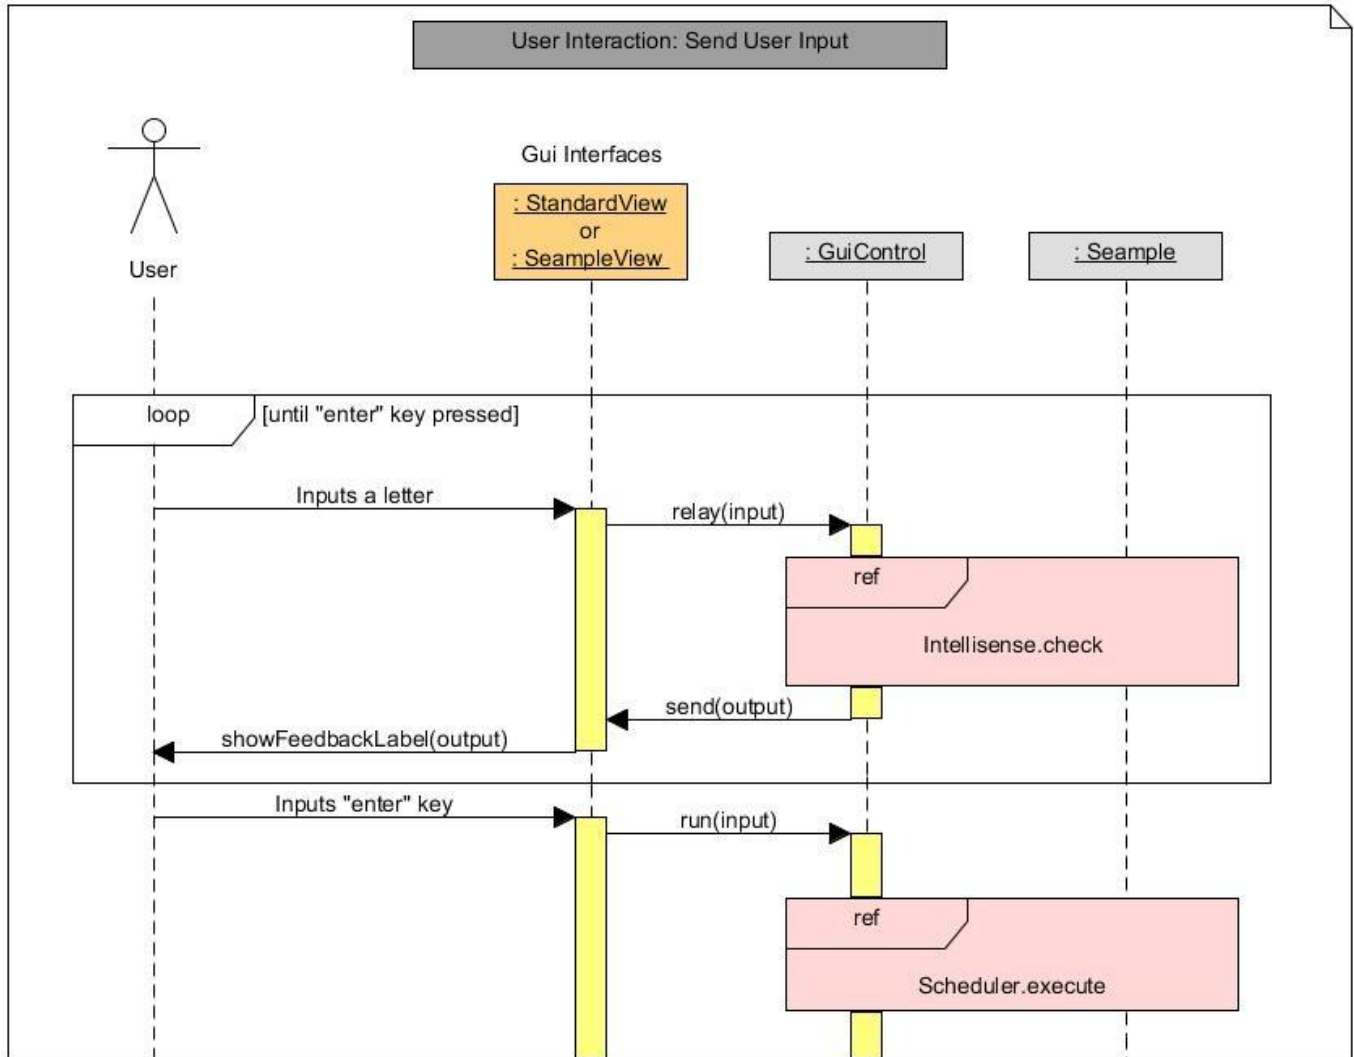 User Interaction: Send User Input
Gui Interfaces
: StandardView
or
: SeampleView
: GuiControl
: Seample
User
loop
[until "enter" key pressed]
Inputs a letter
relay(input)
ref
Intellisense.check
send(output)
showFeedbackLabel(output)
Inputs "enter" key
run(input)
ref
Scheduler.execute